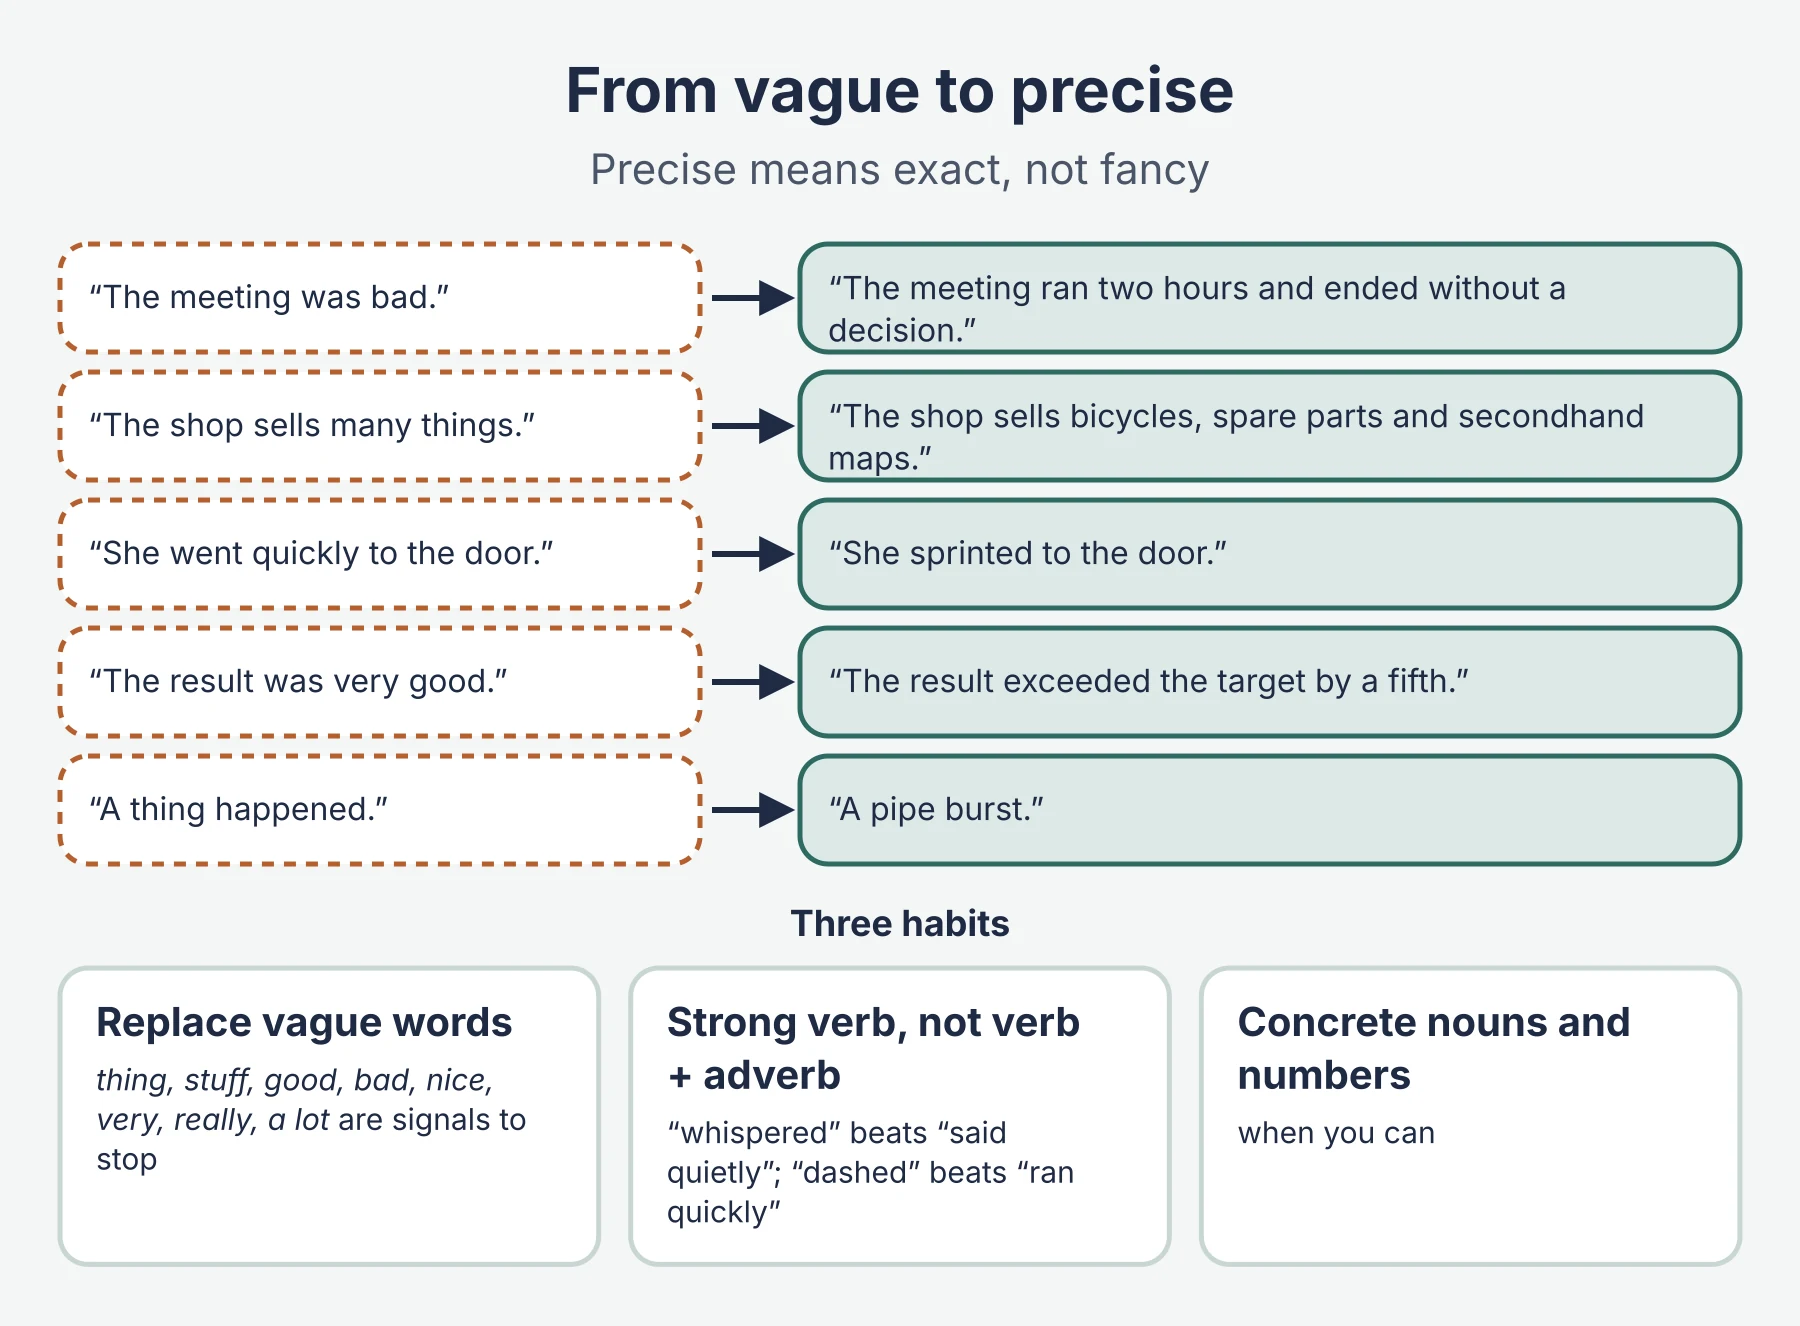 From vague to precise
Precise means exact, not fancy
“The meeting was bad.”
“The meeting ran two hours and ended without a
decision.”
“The shop sells many things.”
“The shop sells bicycles, spare parts and secondhand
maps.”
“She went quickly to the door.”
“She sprinted to the door.”
“The result was very good.”
“The result exceeded the target by a fifth.”
“A thing happened.”
“A pipe burst.”
Three habits
Replace vague words
thing, stuff, good, bad, nice,
very, really, a lot are signals to
stop
Strong verb, not verb
+ adverb
“whispered” beats “said
quietly”; “dashed” beats “ran
quickly”
Concrete nouns and
numbers
when you can